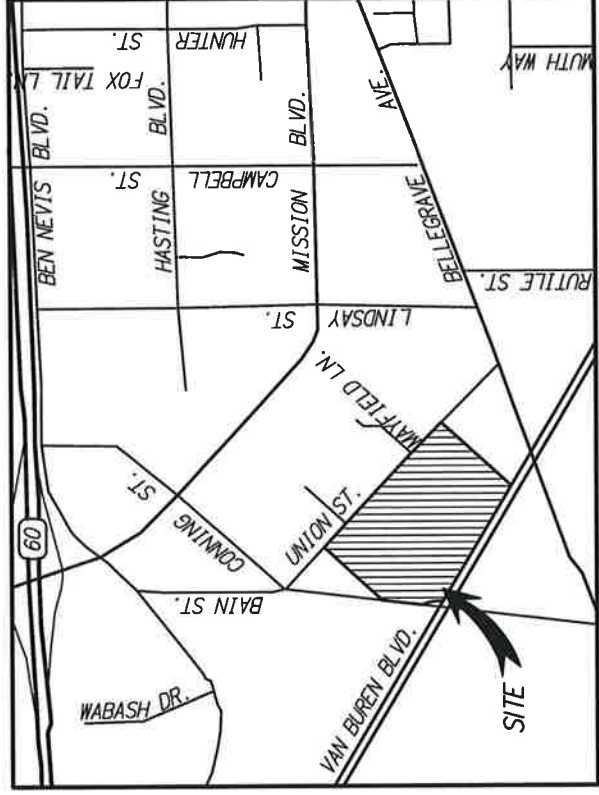 HUNTER ST.
FOX TAIL LN.
MUTH WAY
BEN NEVIS BLVD.
HASTING BLVD.
MISSION BLVD.
AVE.
CAMPBELL ST.
BELLEGRAVE
RUTILE ST.
LINDSAY ST.
MAYFIELD LN.
60
CONNING ST.
UNION ST.
BAIN ST.
WABASH DR.
VAN BUREN BLVD.
SITE